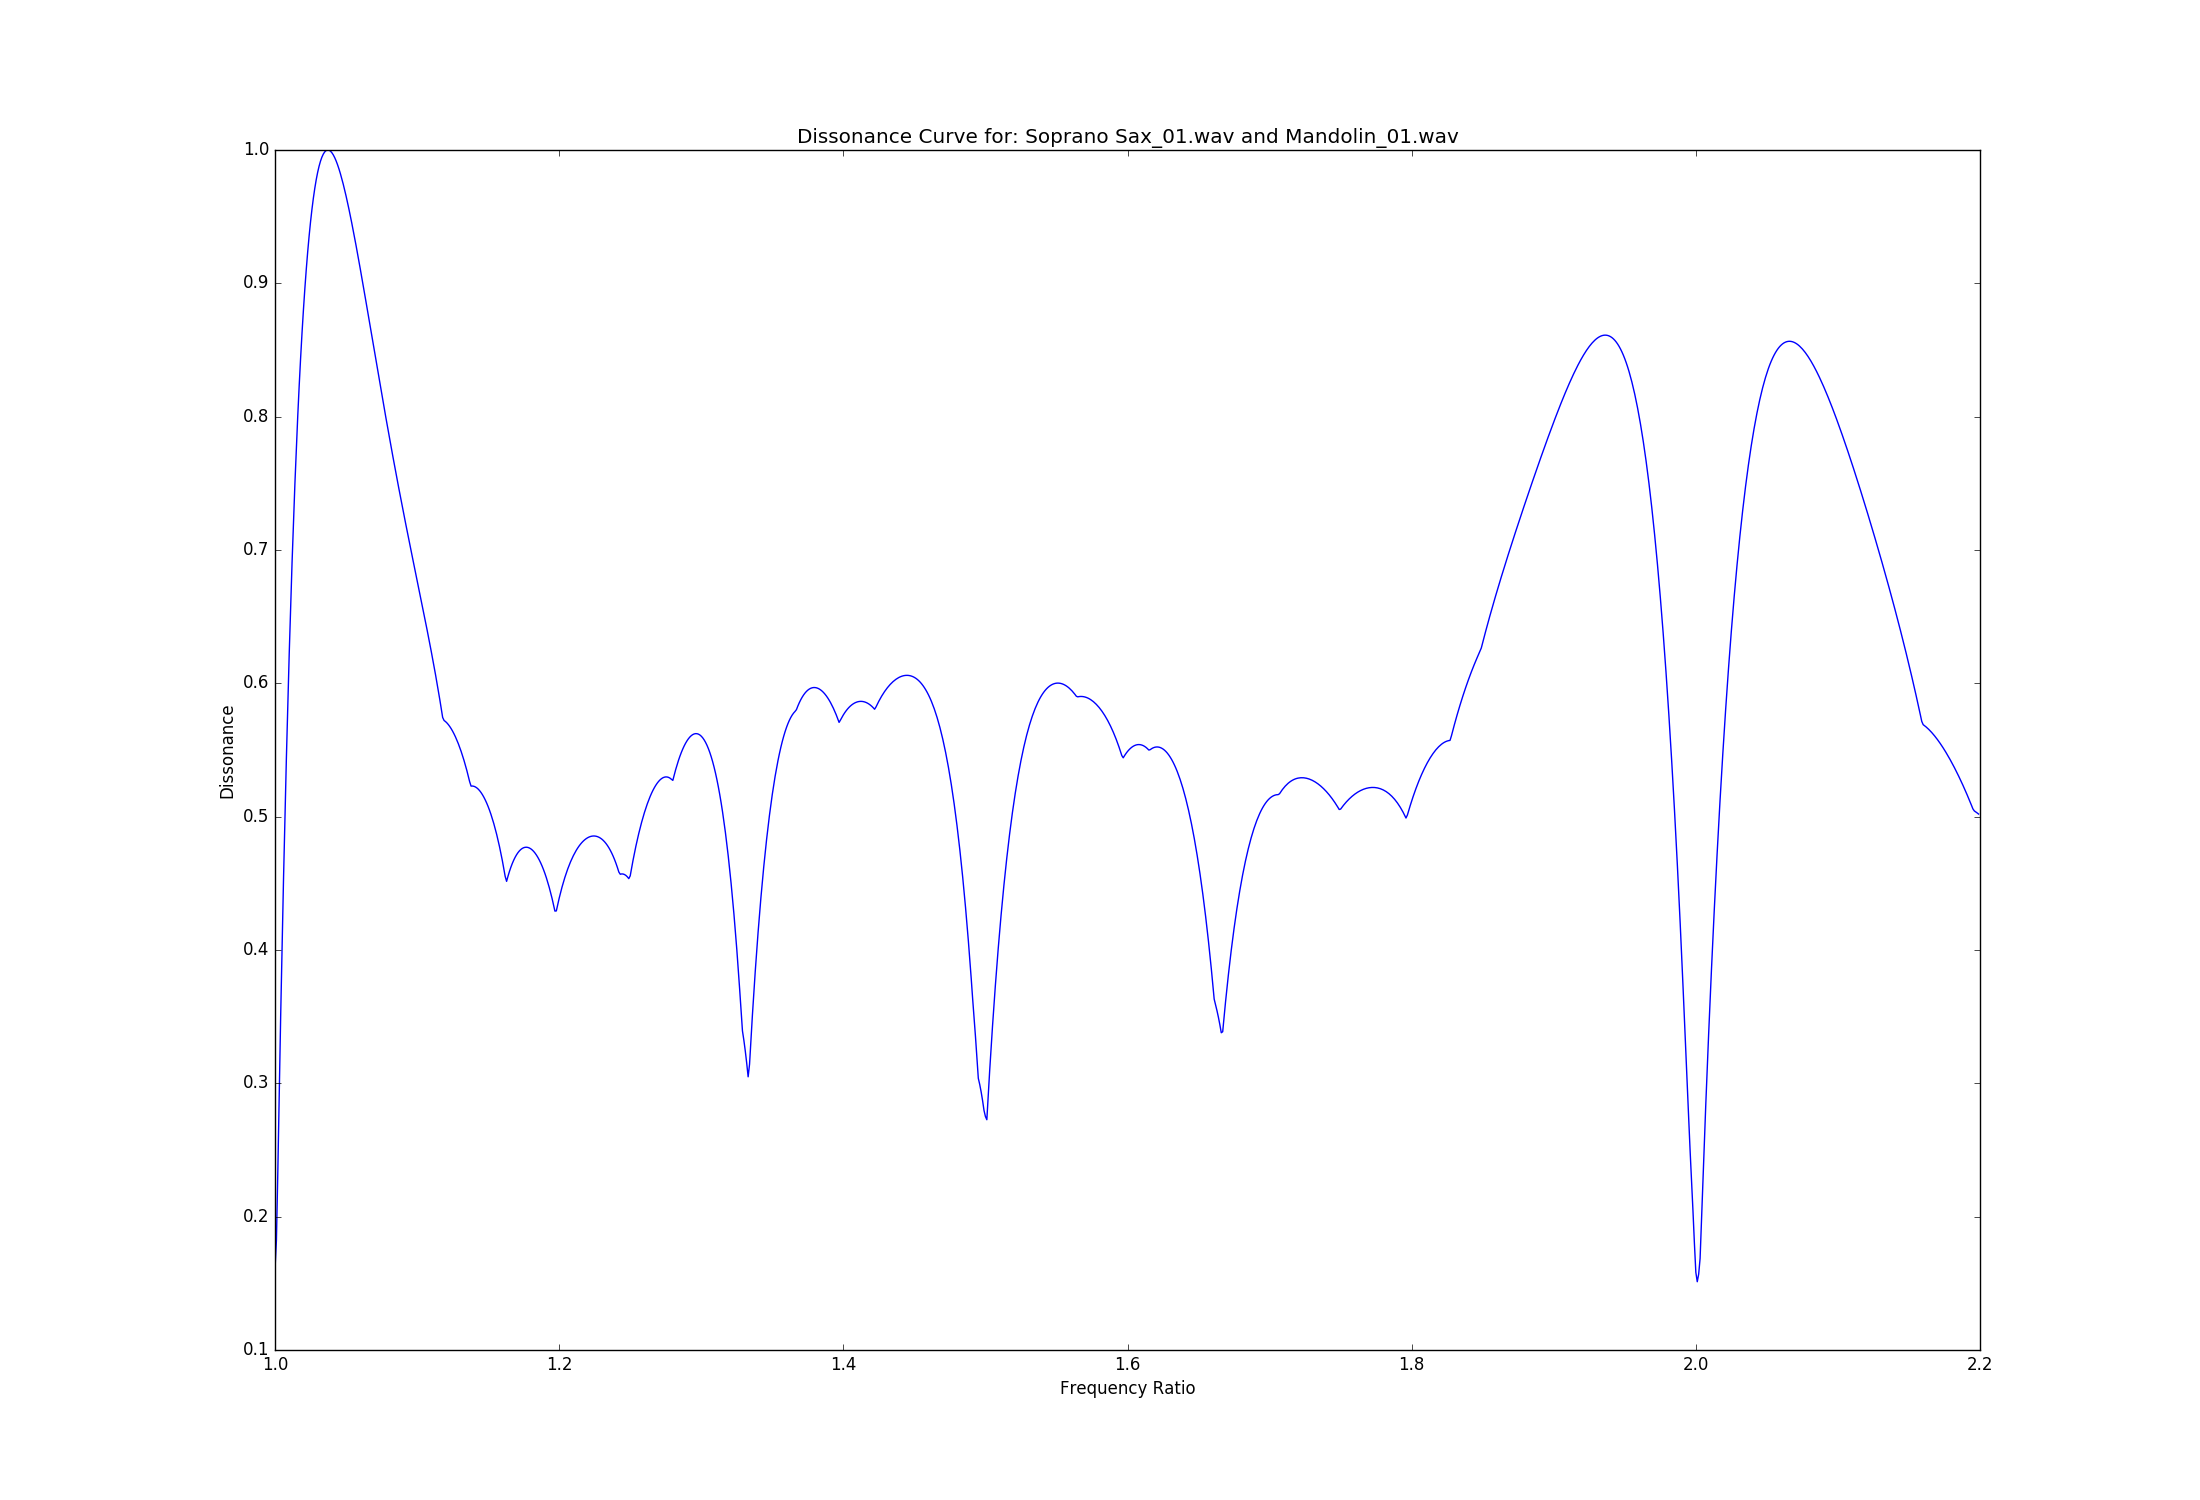 Dissonance Curve for: Soprano Sax_01.wav and Mandolin_01.wav
1.0
0.9
0.8
0.7
0.6
0.5
0.4
0.3
0.2
0.1
Dissonance
1.0 1.2 1.4 1.6 1.8 2.0 2.2
Frequency Ratio